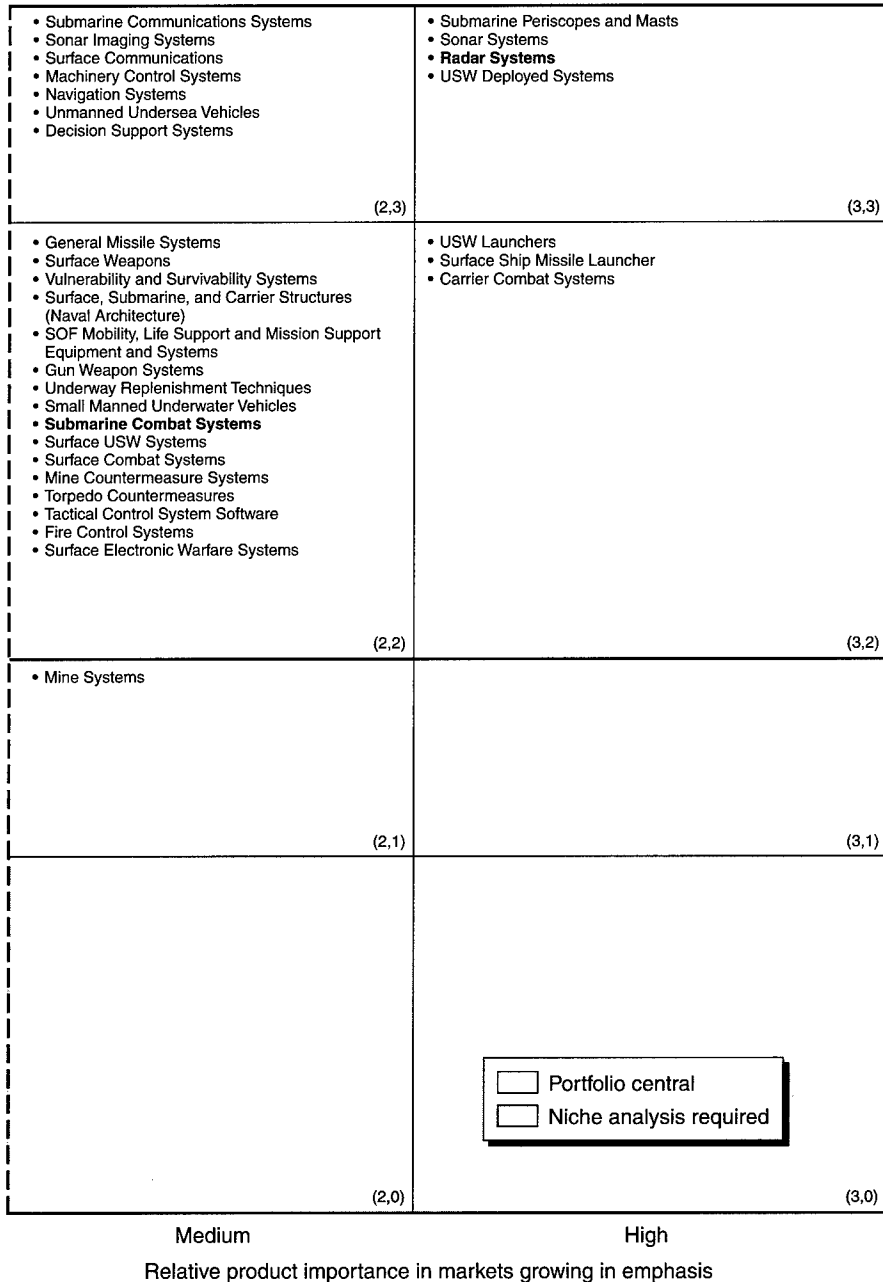 • Submarine Communications Systems
• Sonar Imaging Systems
• Surface Communications
• Machinery Control Systems
• Navigation Systems
• Unmanned Undersea Vehicles
• Decision Support Systems
(2,3)
• Submarine Periscopes and Masts
• Sonar Systems
• Radar Systems
• USW Deployed Systems
(3,3)
• General Missile Systems
• Surface Weapons
• Vulnerability and Survivability Systems
• Surface, Submarine, and Carrier Structures
(Naval Architecture)
• SOF Mobility, Life Support and Mission Support
Equipment and Systems
• Gun Weapon Systems
• Underway Replenishment Techniques
• Small Manned Underwater Vehicles
• Submarine Combat Systems
• Surface USW Systems
• Surface Combat Systems
• Mine Countermeasure Systems
• Torpedo Countermeasures
• Tactical Control System Software
• Fire Control Systems
• Surface Electronic Warfare Systems
(2,2)
• USW Launchers
• Surface Ship Missile Launcher
• Carrier Combat Systems
(3,2)
• Mine Systems
(2,1)
(3,1)
(2,0)
Portfolio central
Niche analysis required
(3,0)
Medium
High
Relative product importance in markets growing in emphasis